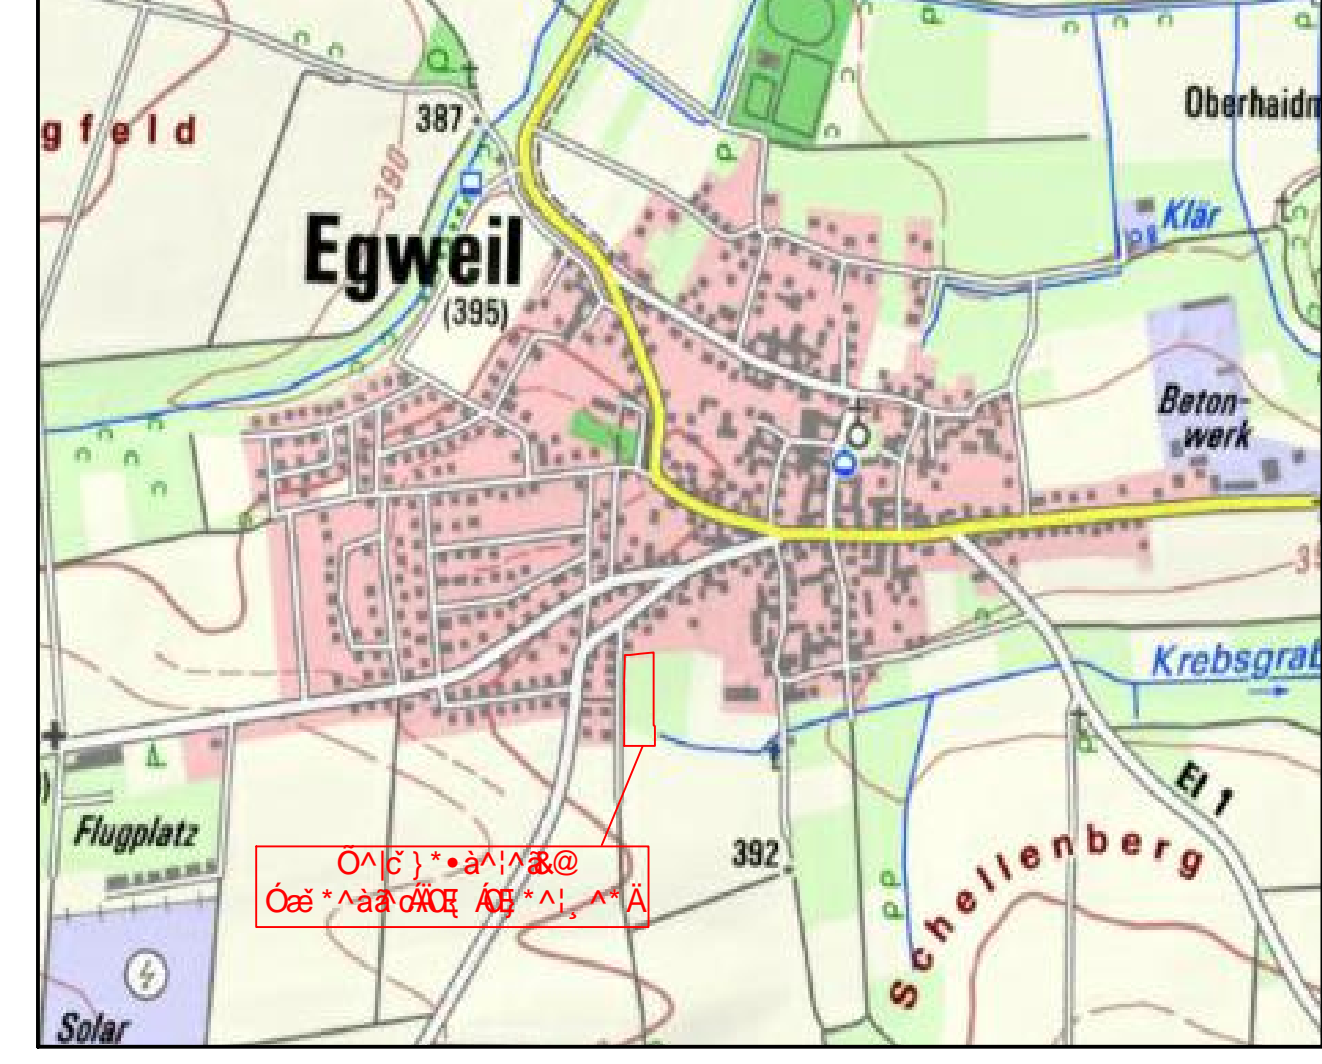 Oberhaidm
387
gfeld
390
Klär
Egweil
(395)
Beton-
werk
Krebsgrab
EI 1
Flugplatz
Õ^|č } * • à^¦^ã&@
392
Schellenberg
Solar